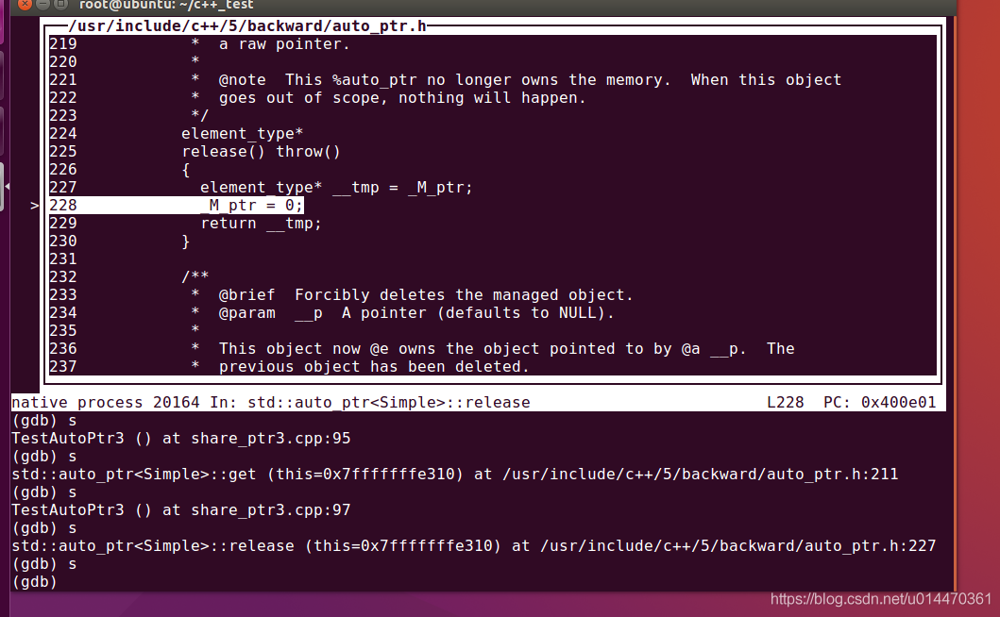 root@ubuntu: ~/c++_test
/usr/include/c++/5/backward/auto_ptr.h
219             *  a raw pointer.
220             *
221             *  @note  This %auto_ptr no longer owns the memory.  When this object
222             *  goes out of scope, nothing will happen.
223             */
224           element_type*
225           release() throw()
226           {
227             element_type* __tmp = _M_ptr;
> 228             _M_ptr = 0;
229             return __tmp;
230           }
231
232           /**
233            *  @brief  Forcibly deletes the managed object.
234            *  @param  __p  A pointer (defaults to NULL).
235            *
236            *  This object now @e owns the object pointed to by @a __p.  The
237            *  previous object has been deleted.
native process 20164 In: std::auto_ptr<Simple>::release                         L228  PC: 0x400e01
(gdb) s
TestAutoPtr3 () at share_ptr3.cpp:95
(gdb) s
std::auto_ptr<Simple>::get (this=0x7fffffffe310) at /usr/include/c++/5/backward/auto_ptr.h:211
(gdb) s
TestAutoPtr3 () at share_ptr3.cpp:97
(gdb) s
std::auto_ptr<Simple>::release (this=0x7fffffffe310) at /usr/include/c++/5/backward/auto_ptr.h:227
(gdb) s
(gdb)
https://blog.csdn.net/u014470361